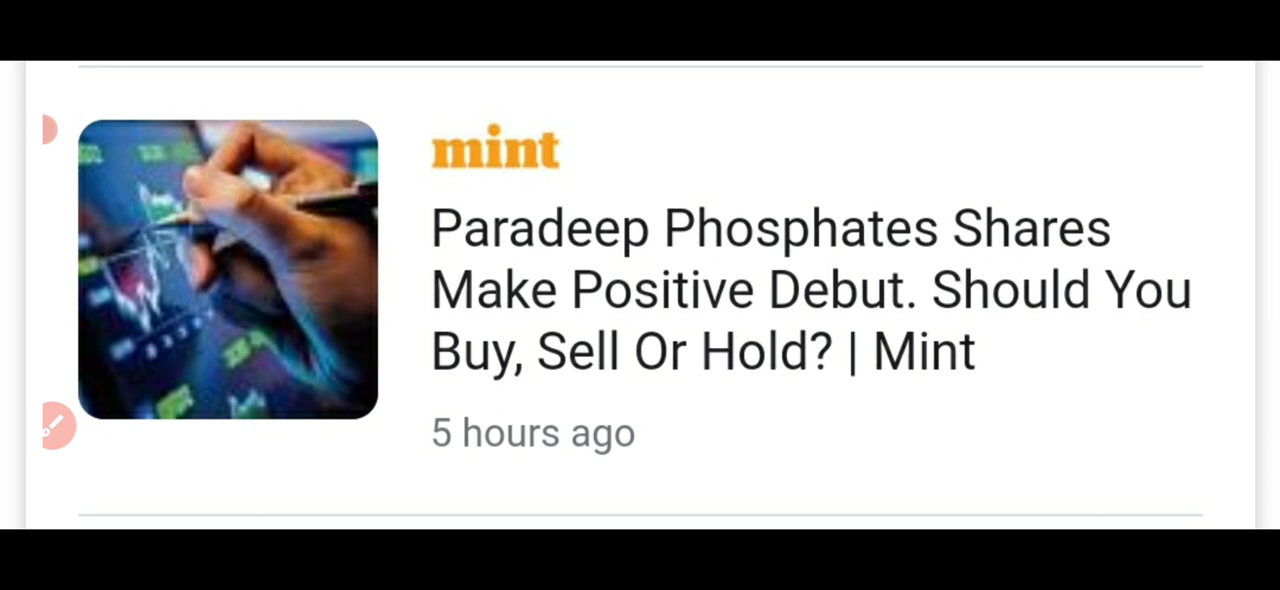 mint
Paradeep Phosphates Shares
Make Positive Debut. Should You
Buy, Sell Or Hold? | Mint
5 hours ago